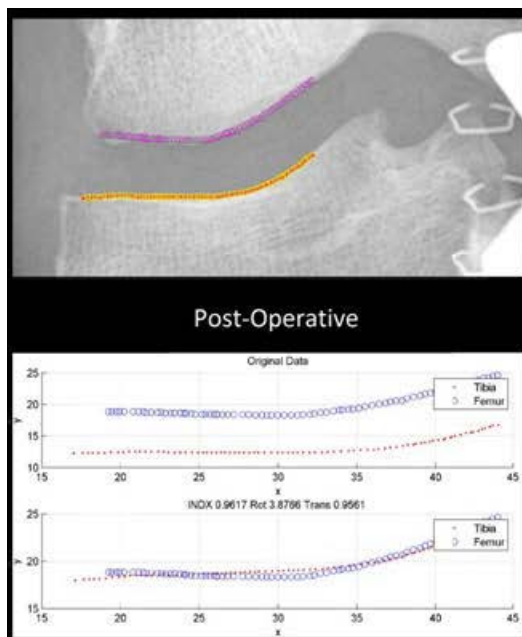 Post-Operative
Original Data
25
20
15
10
y
Tibia
Femur
15 20 25 30 35 40 45
x
INDX 0.9617 Rot 3.8766 Trans 0.9561
25
20
15
y
Tibia
Femur
15 20 25 30 35 40 45
x